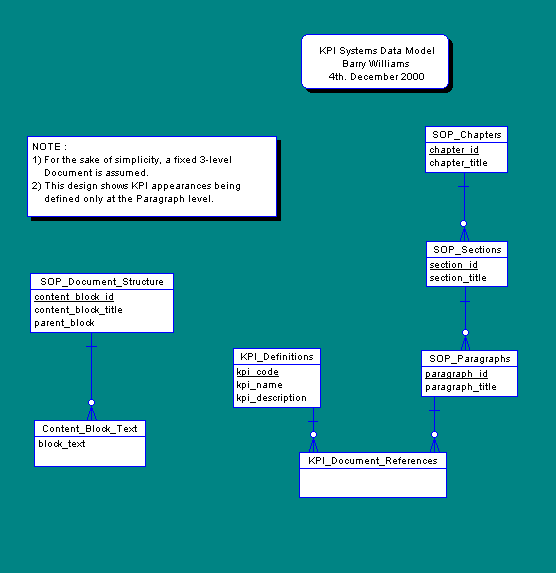 KPI Systems Data Model
Barry Williams
4th. December 2000
NOTE :
1) For the sake of simplicity, a fixed 3-level
Document is assumed.
2) This design shows KPI appearances being
defined only at the Paragraph level.
SOP_Chapters
chapter_id
chapter_title
SOP_Sections
section_id
section_title
SOP_Document_Structure
content_block_id
content_block_title
parent_block
KPI_Definitions
kpi_code
kpi_name
kpi_description
SOP_Paragraphs
paragraph_id
paragraph_title
Content_Block_Text
block_text
KPI_Document_References